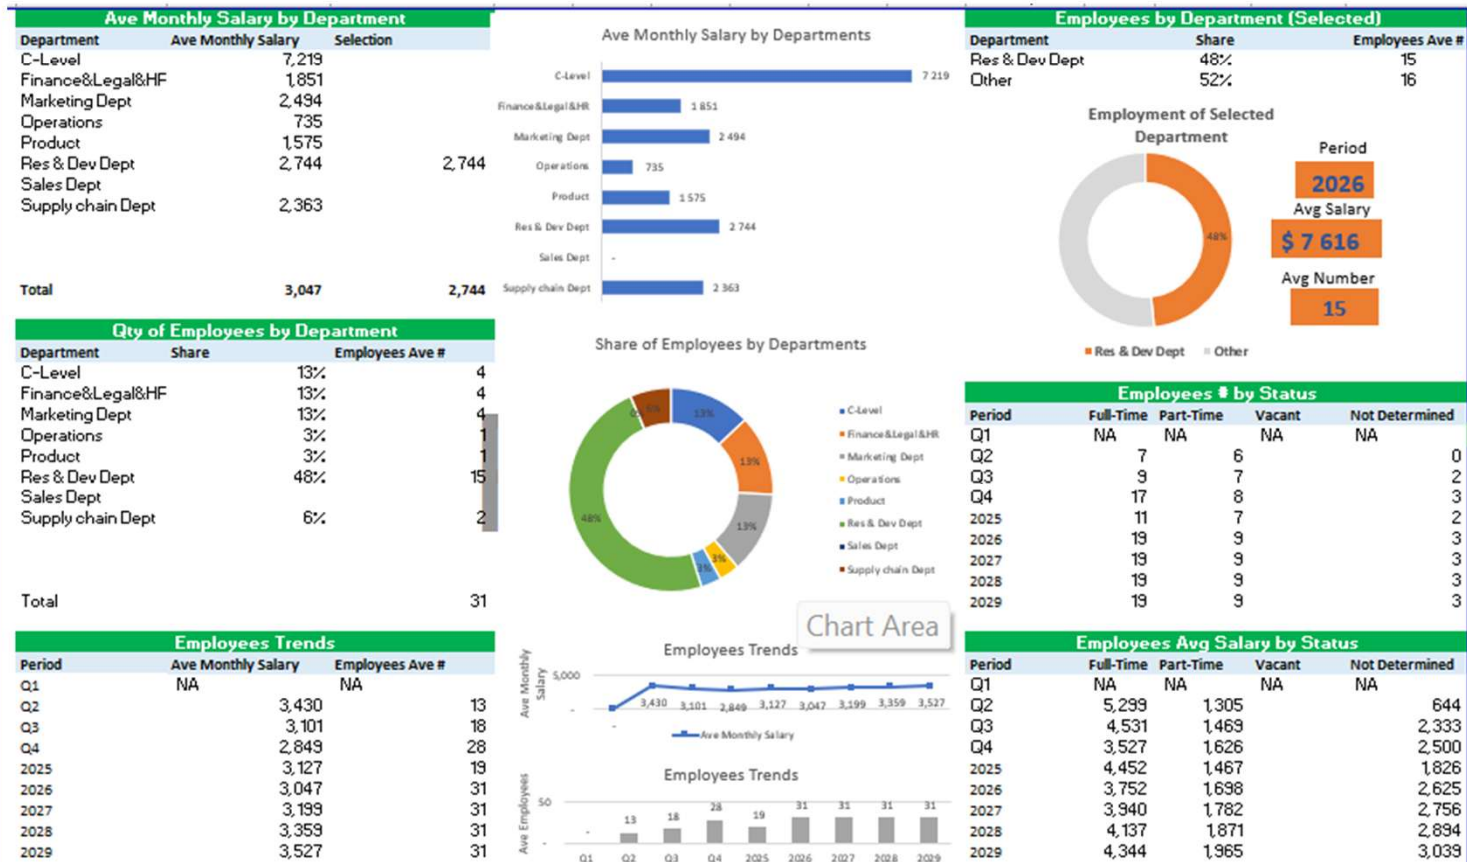 Ave Monthly Salary by Department
Department Ave Monthly Salary Selection
C-Level 7,219
Finance&Legal&HF 1,851
Marketing Dept 2,494
Operations 735
Product 1,575
Res & Dev Dept 2,744 2,744
Sales Dept
Supply chain Dept 2,363
Total 3,047 2,744
Ave Monthly Salary by Departments
C-Level 7 219
Finance&Legal&HR 1 851
Marketing Dept 2 494
Operations 735
Product 1 575
Res & Dev Dept 2 744
Sales Dept -
Supply chain Dept 2 363
Employees by Department (Selected)
Department Share Employees Ave #
Res & Dev Dept 48% 15
Other 52% 16
Employment of Selected
Department
48%
Res & Dev Dept Other
Period
2026
Avg Salary
$ 7 616
Avg Number
15
Qty of Employees by Department
Department Share Employees Ave #
C-Level 13% 4
Finance&Legal&HF 13% 4
Marketing Dept 13% 4
Operations 3% 1
Product 3% 1
Res & Dev Dept 48% 15
Sales Dept
Supply chain Dept 6% 2
Total 31
Share of Employees by Departments
0% 6% 13%
13%
13%
3%
3%
48%
C-Level
Finance&Legal&HR
Marketing Dept
Operations
Product
Res & Dev Dept
Sales Dept
Supply chain Dept
Chart Area
Employees # by Status
Period Full-Time Part-Time Vacant Not Determined
Q1 NA NA NA NA
Q2 7 6 0
Q3 9 7 2
Q4 17 8 3
2025 11 7 2
2026 19 9 3
2027 19 9 3
2028 19 9 3
2029 19 9 3
Employees Trends
Period Ave Monthly Salary Employees Ave #
Q1 NA NA
Q2 3,430 13
Q3 3,101 18
Q4 2,849 28
2025 3,127 19
2026 3,047 31
2027 3,199 31
2028 3,359 31
2029 3,527 31
Employees Trends
Ave Monthly
Salary
5,000
-
- 3,430 3,101 2,849 3,127 3,047 3,199 3,359 3,527
Ave Monthly Salary
Employees Trends
Ave Employees
50
-
- 13 18 28 19 31 31 31 31
Q1 Q2 Q3 Q4 2025 2026 2027 2028 2029
Employees Avg Salary by Status
Period Full-Time Part-Time Vacant Not Determined
Q1 NA NA NA NA
Q2 5,299 1,305 644
Q3 4,531 1,469 2,333
Q4 3,527 1,626 2,500
2025 4,452 1,467 1,826
2026 3,752 1,698 2,625
2027 3,940 1,782 2,756
2028 4,137 1,871 2,894
2029 4,344 1,965 3,039